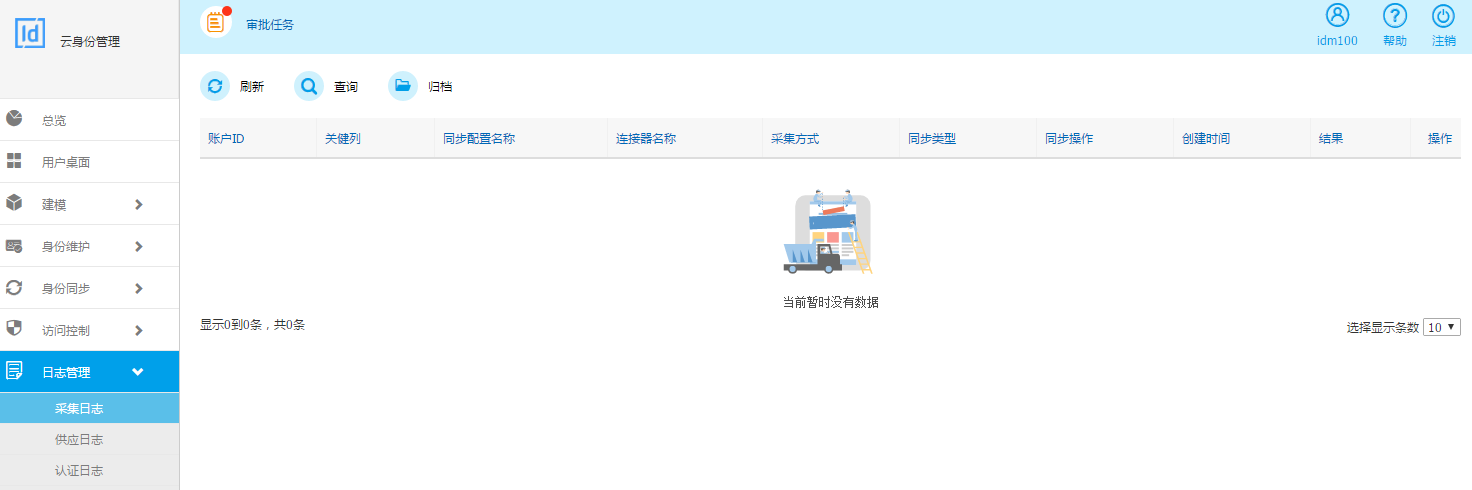 Id
云身份管理
审批任务
idm100
帮助
注销
总览
用户桌面
建模
身份维护
身份同步
访问控制
日志管理
采集日志
供应日志
认证日志
刷新
查询
归档
账户ID
关健列
同步配置名称
连接器名称
采集方式
同步类型
同步操作
创建时间
结果
操作
当前暂时没有数据
显示0到0条，共0条
选择显示条数 10